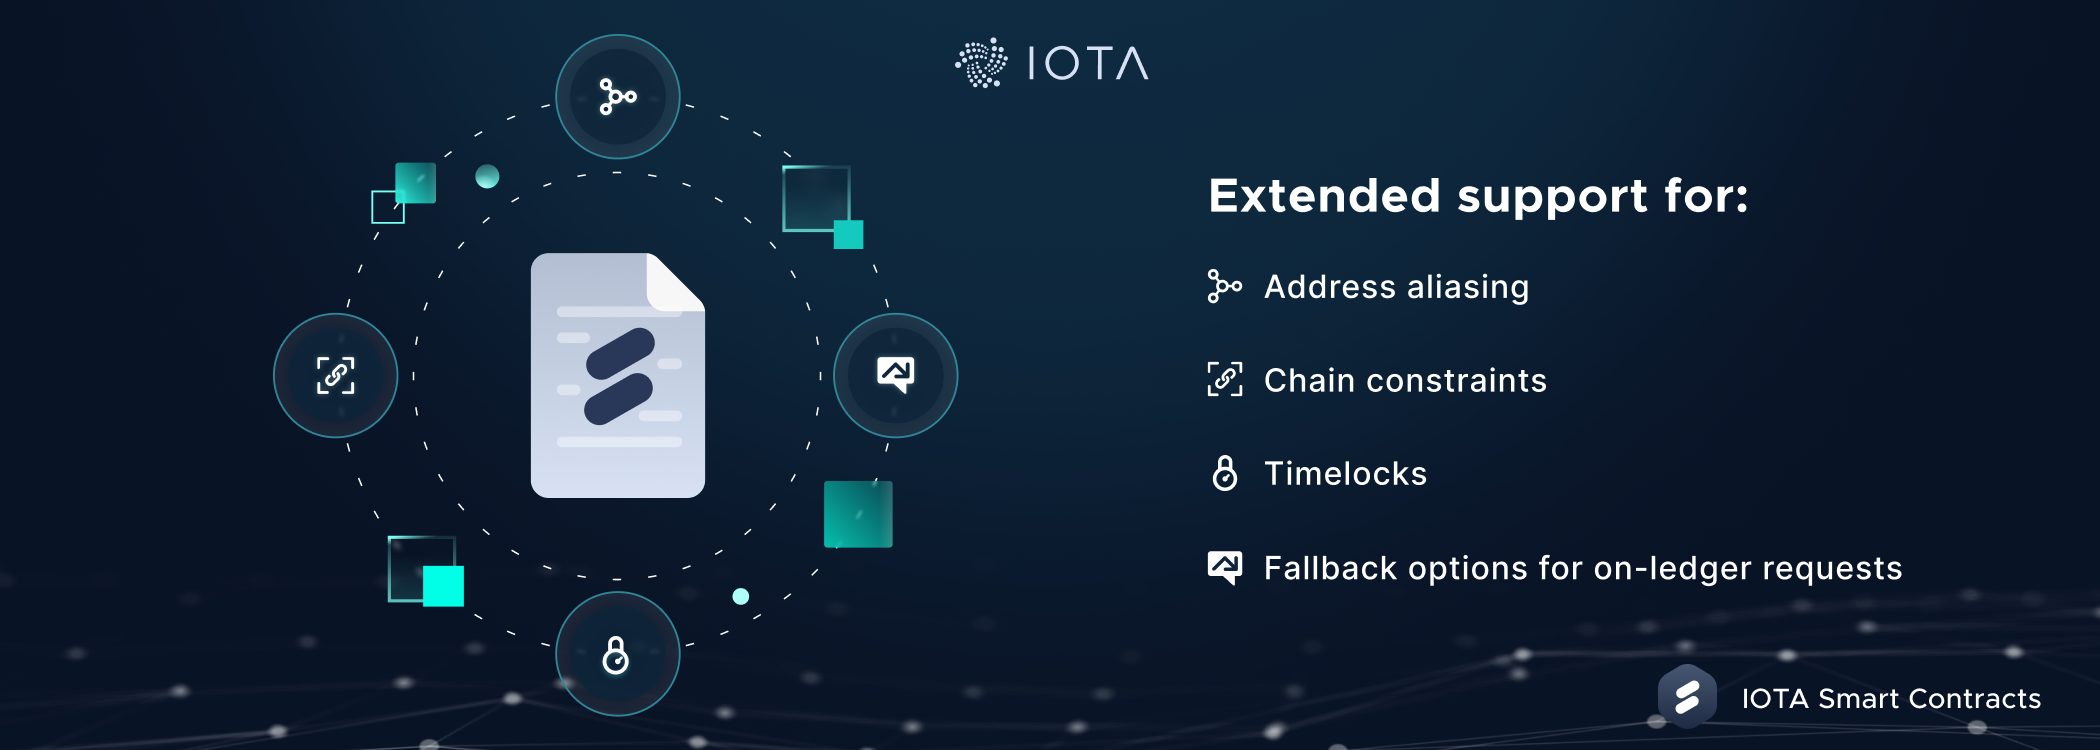 IOTA
Extended support for:
Address aliasing
Chain constraints
Timelocks
Fallback options for on-ledger requests
IOTA Smart Contracts